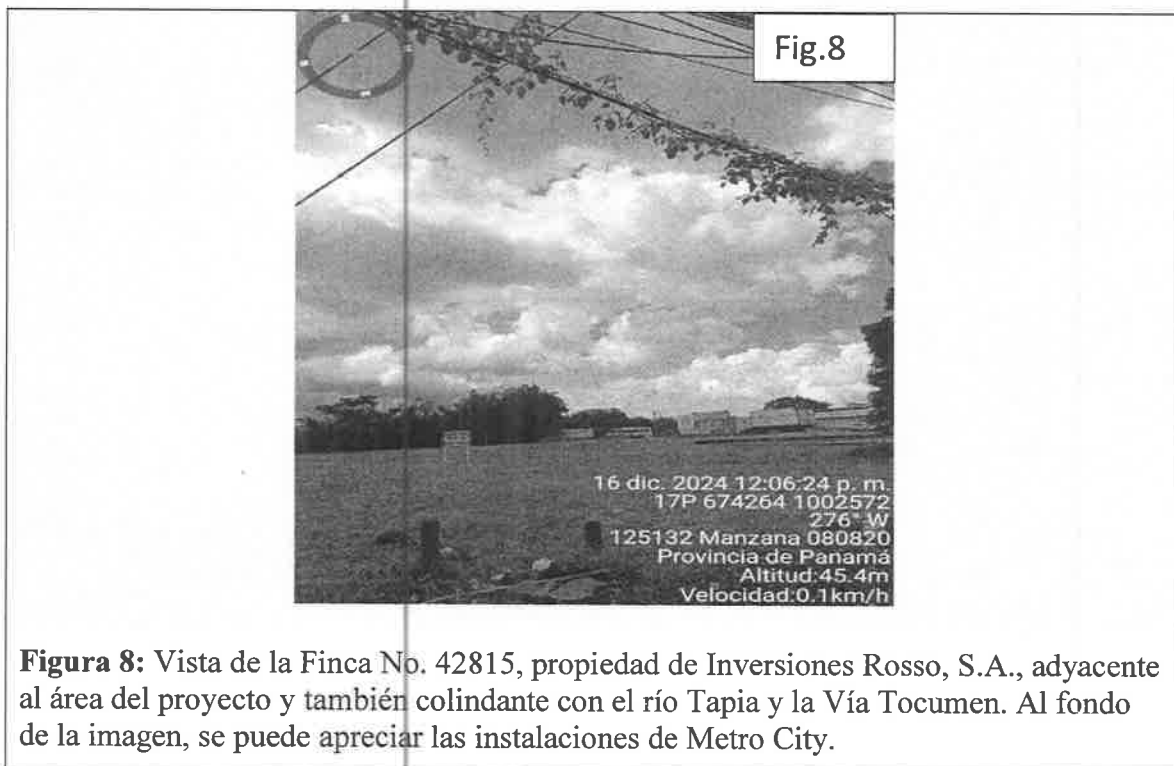 Fig.8
16 dic. 2024 12:06:24 p. m.
17P 674264 1002572
276° W
125132 Manzana 080820
Provincia de Panamá
Altitud:45.4m
Velocidad:0.1km/h
Figura 8: Vista de la Finca No. 42815, propiedad de Inversiones Rosso, S.A., adyacente
al área del proyecto y también colindante con el río Tapia y la Vía Tocumen. Al fondo
de la imagen, se puede apreciar las instalaciones de Metro City.